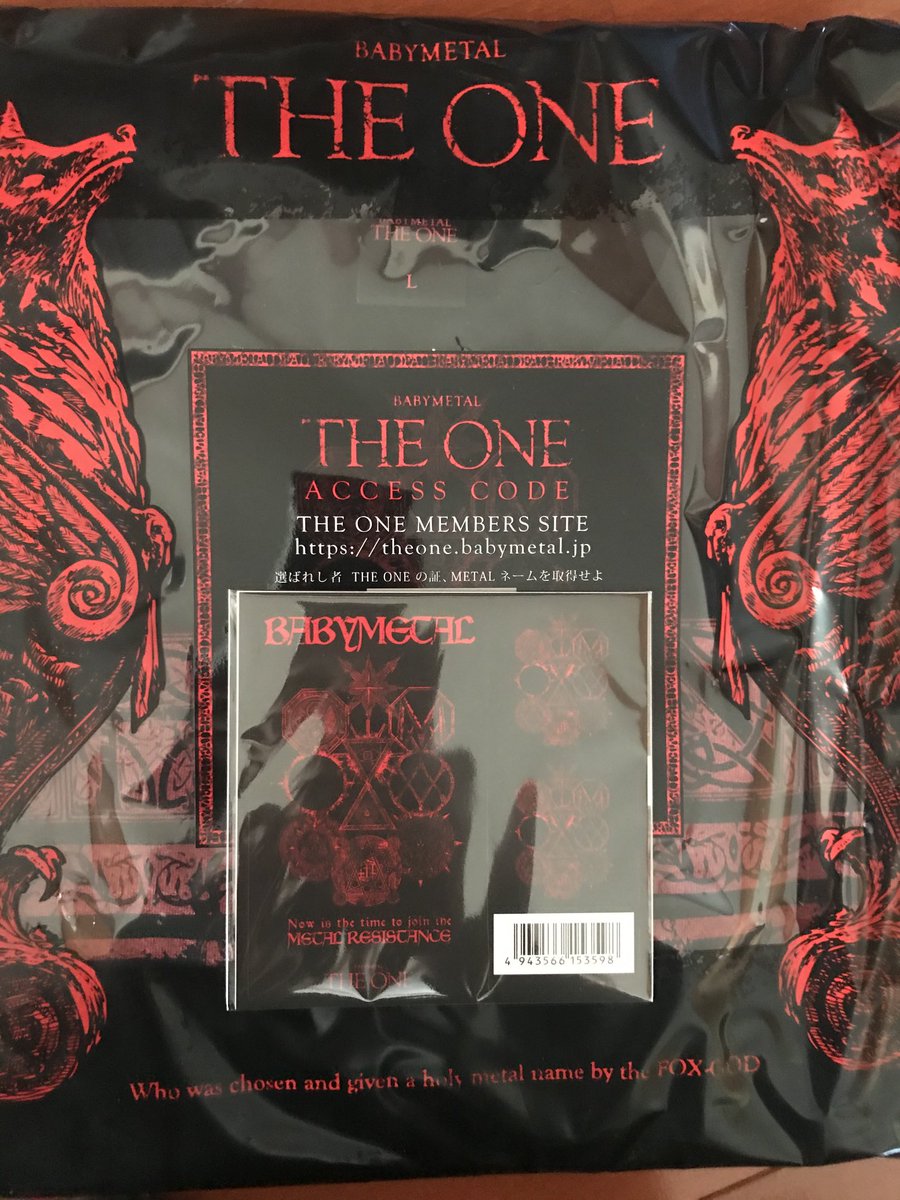 BABYMETAL
THE ONE
BABYMETAL
THE ONE
L
BABYMETAL
THE ONE
ACCESS CODE
THE ONE MEMBERS SITE
https://theone.babymetal.jp
選ばれし者 THE ONE の証、METAL ネームを取得せよ
BABYMETAL
Now is the time to join the
METAL RESISTANCE
THE ONE
4 943566 153598
Who was chosen and given a holy metal name by the FOX-GOD